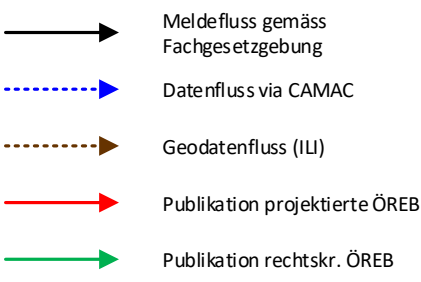 Meldefluss gemäss
Fachgesetzgebung
Datenfluss via CAMAC
Geodatenfluss (ILI)
Publikation projektierte ÖREB
Publikation rechtskr. ÖREB